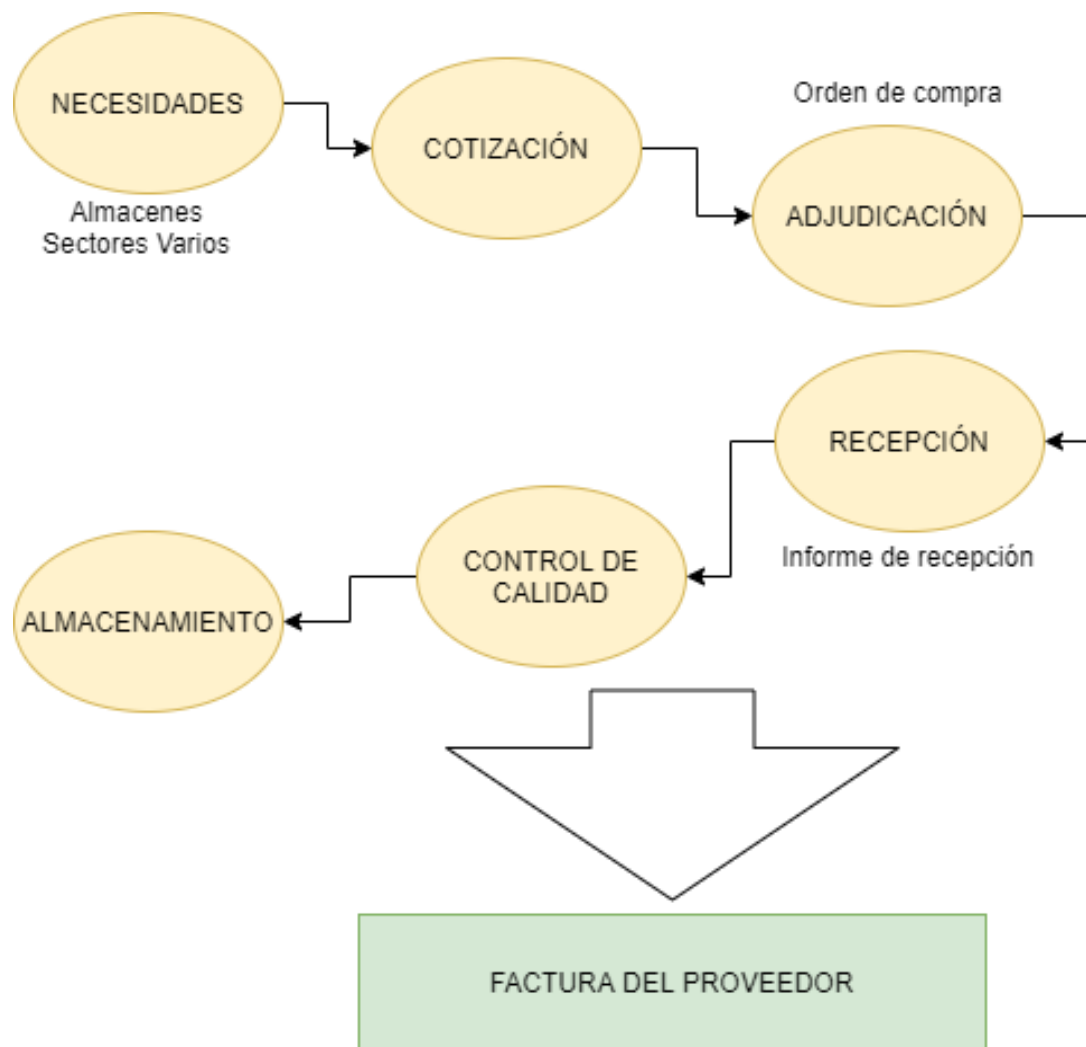 NECESIDADES
Almacenes
Sectores Varios
COTIZACIÓN
Orden de compra
ADJUDICACIÓN
RECEPCIÓN
Informe de recepción
CONTROL DE
CALIDAD
ALMACENAMIENTO
FACTURA DEL PROVEEDOR